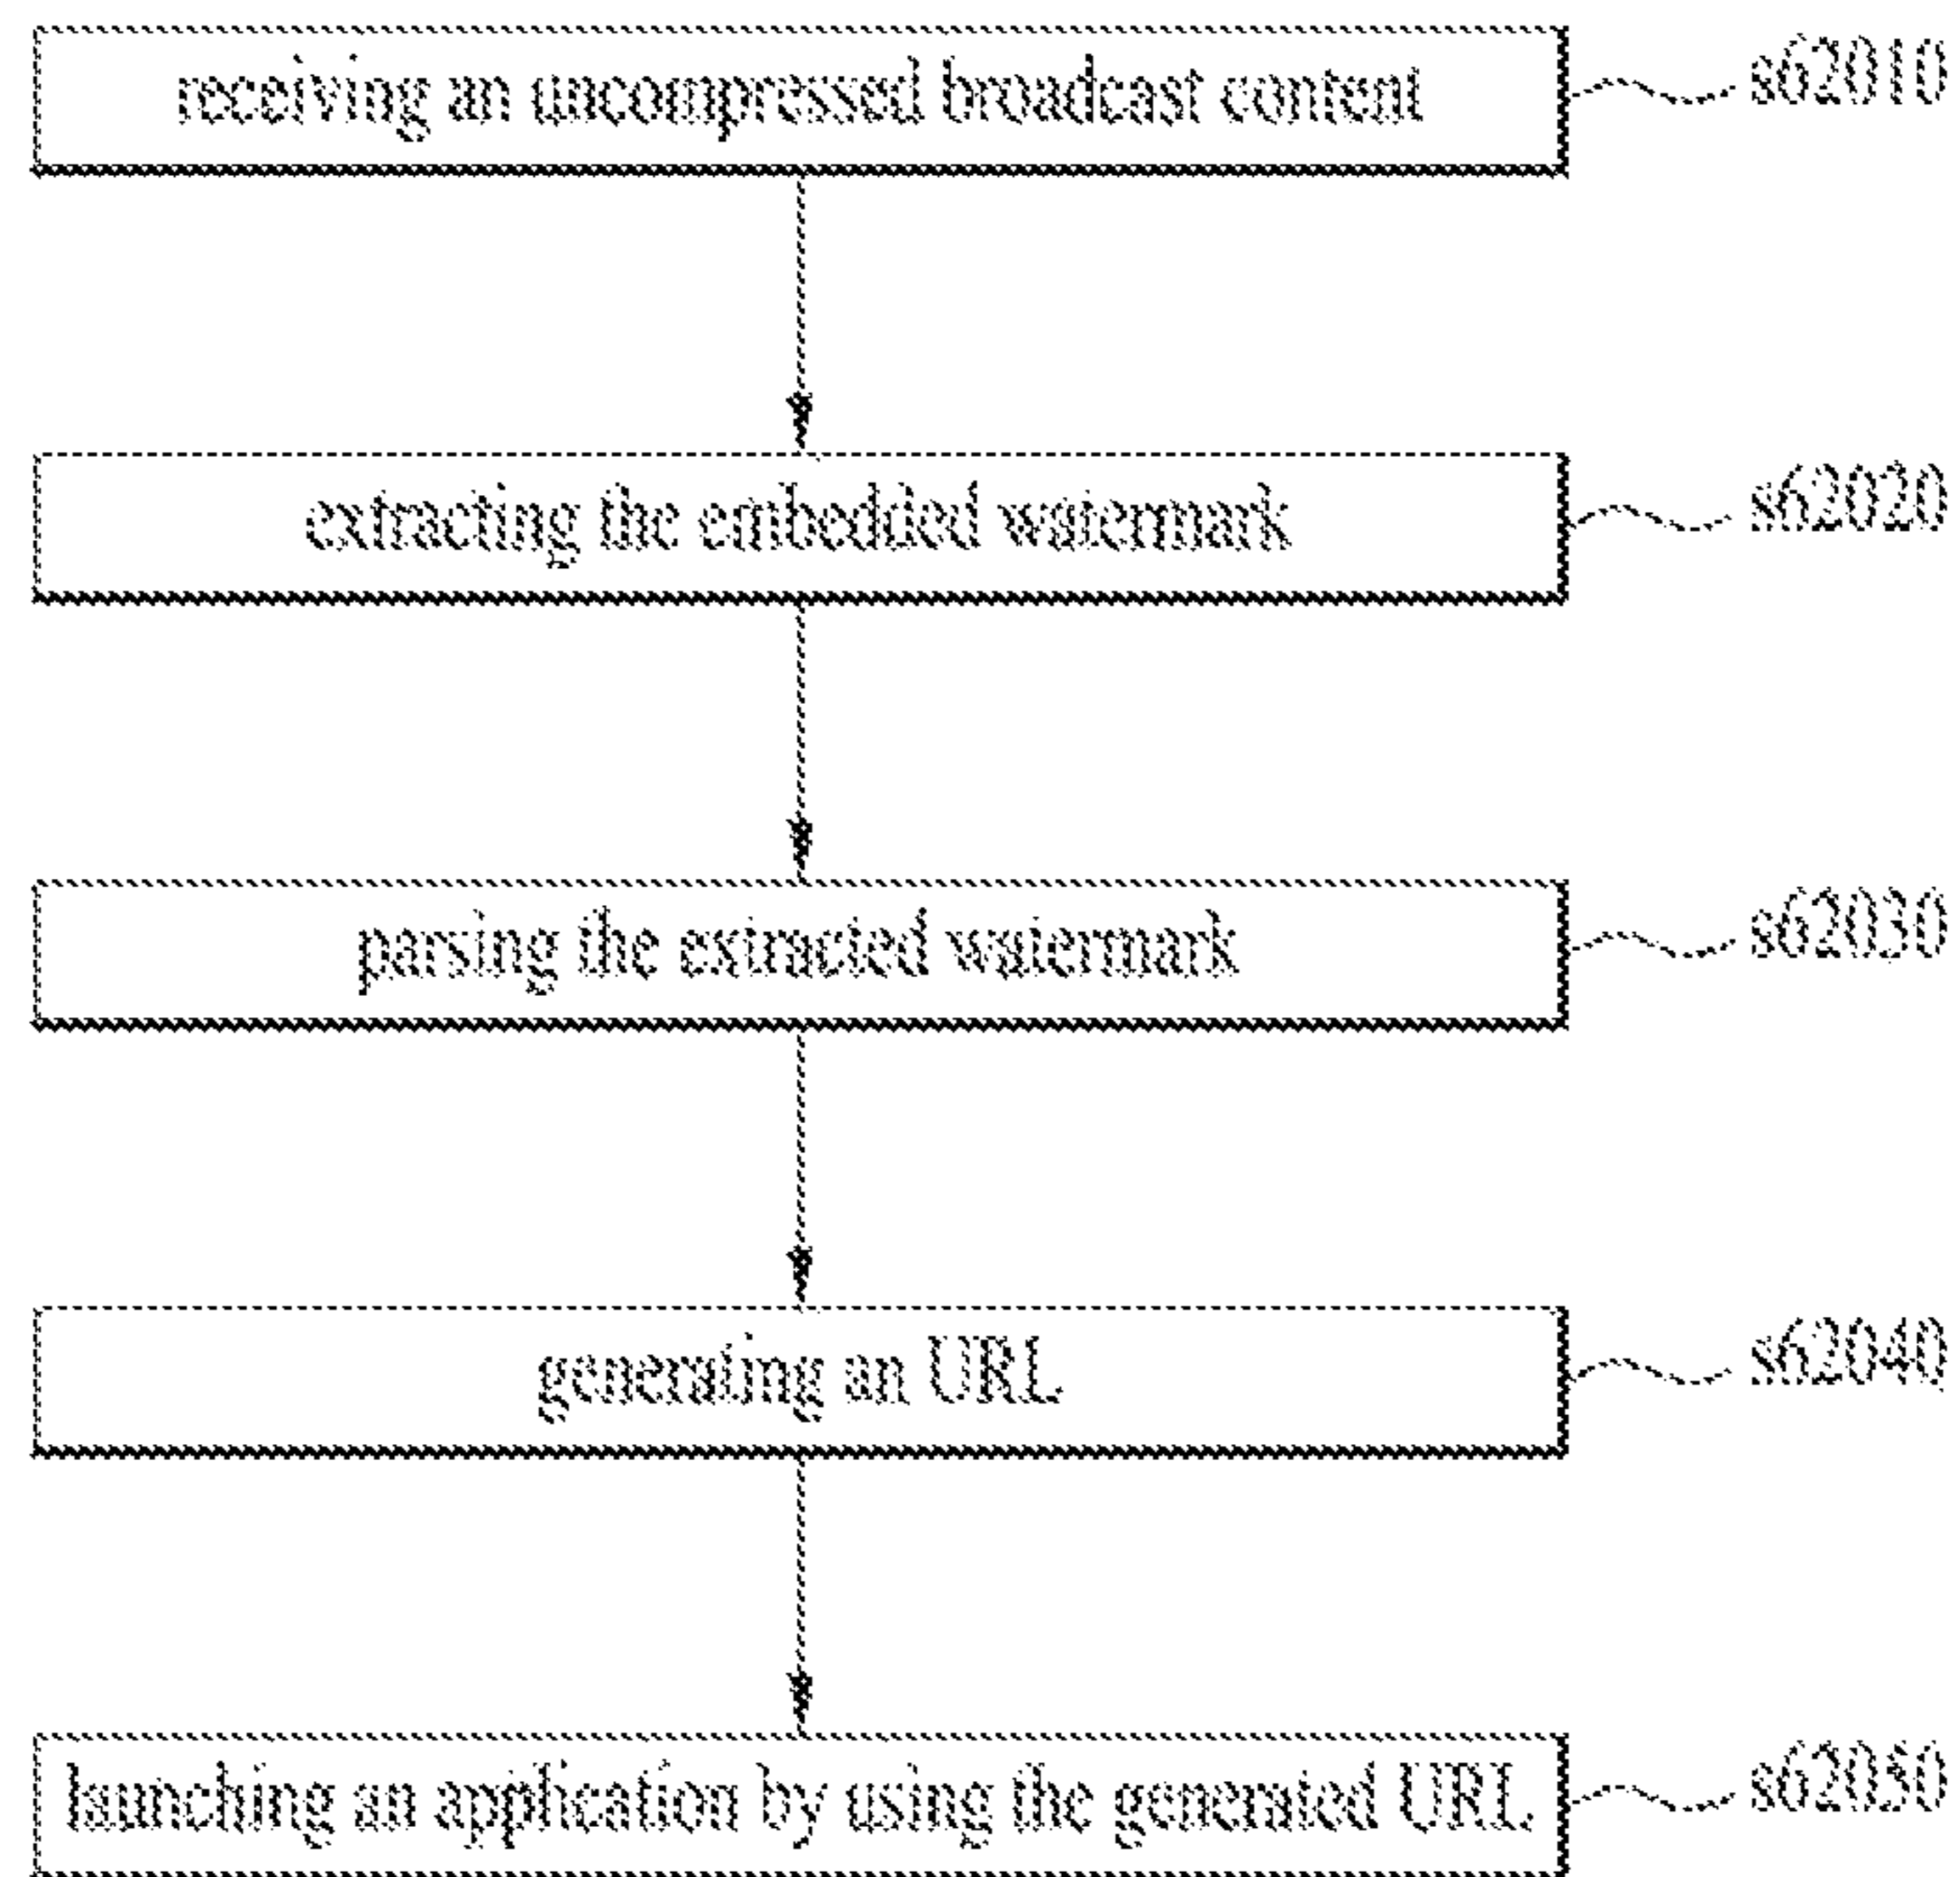 receiving an uncompressed broadcast content s62010
extracting the embedded watermark s62020
parsing the extracted watermark s62030
generating an URL s62040
launching an application by using the generated URL s62050